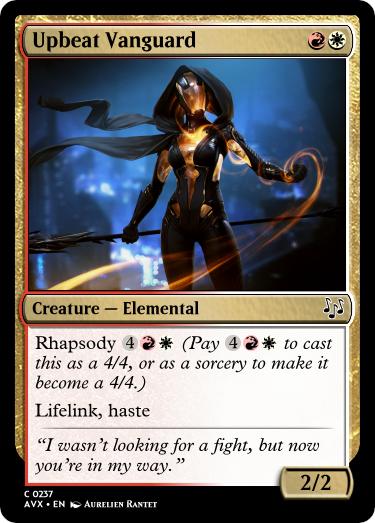 Upbeat Vanguard
Creature — Elemental
Rhapsody 4RW (Pay 4RW to cast
this as a 4/4, or as a sorcery to make it
become a 4/4.)
Lifelink, haste
“I wasn't looking for a fight, but now
you're in my way.”
2/2
C 0237
AVX • EN Aurelien Rantet